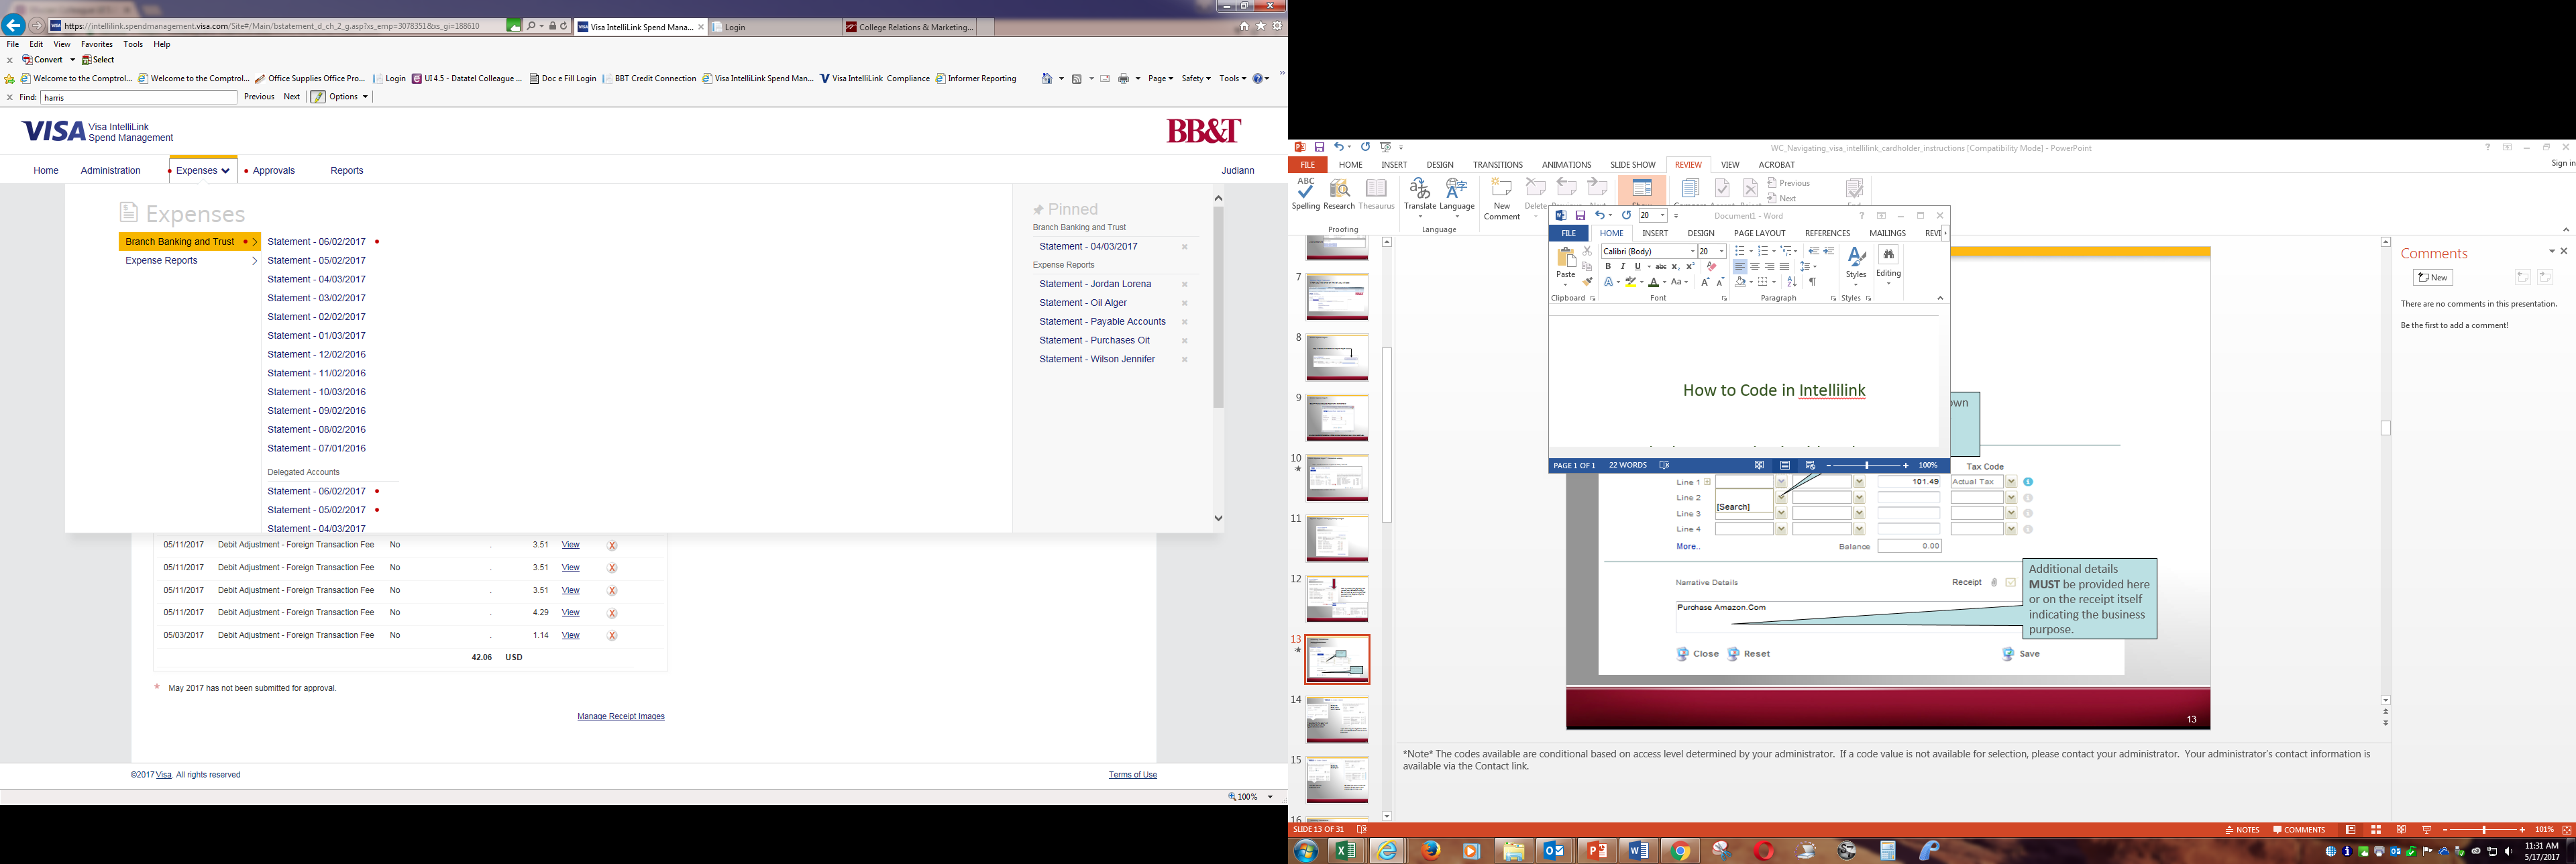 https://intellilink.spendmanagement.visa.com/Site#/Main/bstatement_d_ch_2_g.asp?xs_emp=3078351&xs_gi=188610
Visa IntelliLink Spend Mana...
Login
College Relations & Marketing...
File Edit View Favorites Tools Help
Convert Select
Welcome to the Comptrol... Welcome to the Comptrol... Office Supplies Office Pro... Login UI 4.5 - Datatel Colleague ... Doc e Fill Login BBT Credit Connection Visa IntelliLink Spend Man... Visa IntelliLink Compliance Informer Reporting Page Safety Tools
Find: harris Previous Next Options
VISA Visa IntelliLink
Spend Management
BB&T
Home Administration Expenses Approvals Reports Judiann
Expenses
Branch Banking and Trust
Expense Reports
Statement - 06/02/2017
Statement - 05/02/2017
Statement - 04/03/2017
Statement - 03/02/2017
Statement - 02/02/2017
Statement - 01/03/2017
Statement - 12/02/2016
Statement - 11/02/2016
Statement - 10/03/2016
Statement - 09/02/2016
Statement - 08/02/2016
Statement - 07/01/2016
Delegated Accounts
Statement - 06/02/2017
Statement - 05/02/2017
Statement - 04/03/2017
Pinned
Branch Banking and Trust
Statement - 04/03/2017
Expense Reports
Statement - Jordan Lorena
Statement - Oil Alger
Statement - Payable Accounts
Statement - Purchases Oit
Statement - Wilson Jennifer
05/11/2017 Debit Adjustment - Foreign Transaction Fee No . 3.51 View
05/11/2017 Debit Adjustment - Foreign Transaction Fee No . 3.51 View
05/11/2017 Debit Adjustment - Foreign Transaction Fee No . 3.51 View
05/11/2017 Debit Adjustment - Foreign Transaction Fee No . 4.29 View
05/03/2017 Debit Adjustment - Foreign Transaction Fee No . 1.14 View
42.06 USD
* May 2017 has not been submitted for approval.
Manage Receipt Images
©2017 Visa. All rights reserved
Terms of Use
100%
WC_Navigating_visa_intellilink_cardholder_instructions [Compatibility Mode] - PowerPoint
Sign in
FILE HOME INSERT DESIGN TRANSITIONS ANIMATIONS SLIDE SHOW REVIEW VIEW ACROBAT
Spelling Research Thesaurus
Translate Language
New
Comment
Delete
Previous
Next
Proofing
Language
Document1 - Word
20
FILE HOME INSERT DESIGN PAGE LAYOUT REFERENCES MAILINGS REVI
Calibri (Body) 20
Paste
Styles
Editing
Clipboard Font Paragraph Styles
How to Code in Intellilink
PAGE 1 OF 1 22 WORDS 100%
7
8
9
10
11
12
13
14
15
16
Tax Code
Line 1 101.49 Actual Tax
Line 2
[Search]
Line 3
Line 4
More.. Balance 0.00
Narrative Details Receipt
Purchase Amazon.Com
Close Reset Save
Additional details
MUST be provided here
or on the receipt itself
indicating the business
purpose.
13
Comments
New
There are no comments in this presentation.
Be the first to add a comment!
*Note* The codes available are conditional based on access level determined by your administrator. If a code value is not available for selection, please contact your administrator. Your administrator's contact information is
available via the Contact link.
SLIDE 13 OF 31 NOTES COMMENTS 101%
11:31 AM
5/17/2017